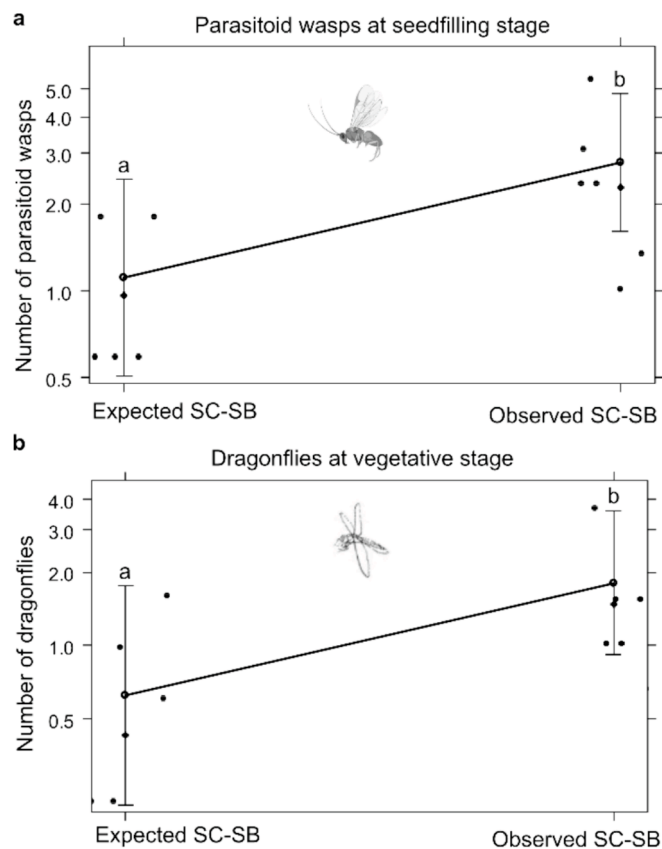 a
Parasitoid wasps at seedfilling stage
Number of parasitoid wasps
5.0
4.0
3.0
2.0
1.0
0.5
a
b
Expected SC-SB
Observed SC-SB
b
Dragonflies at vegetative stage
Number of dragonflies
4.0
3.0
2.0
1.0
0.5
a
b
Expected SC-SB
Observed SC-SB